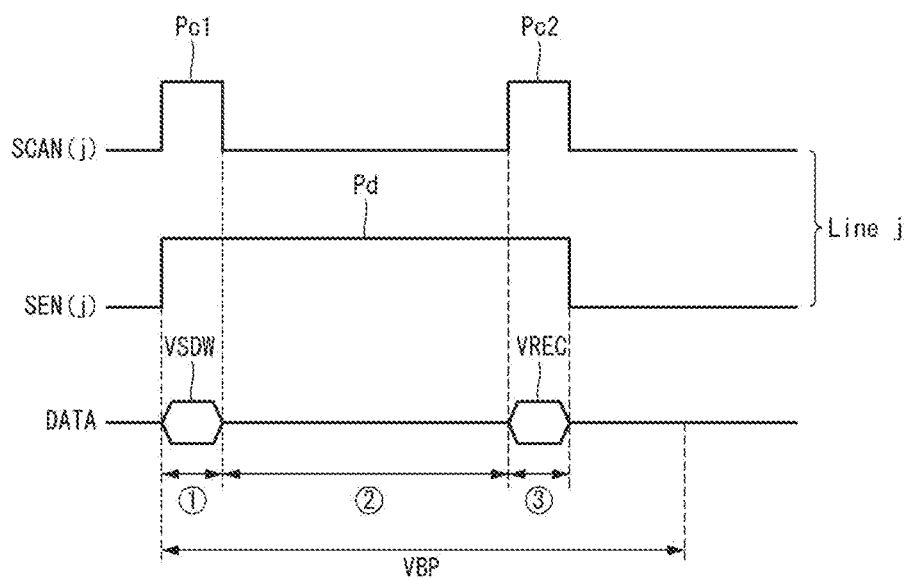 Pc1 Pc2
SCAN(j)
Pd
Line j
SEN(j)
VSDW VREC
DATA
① ② ③
VBP